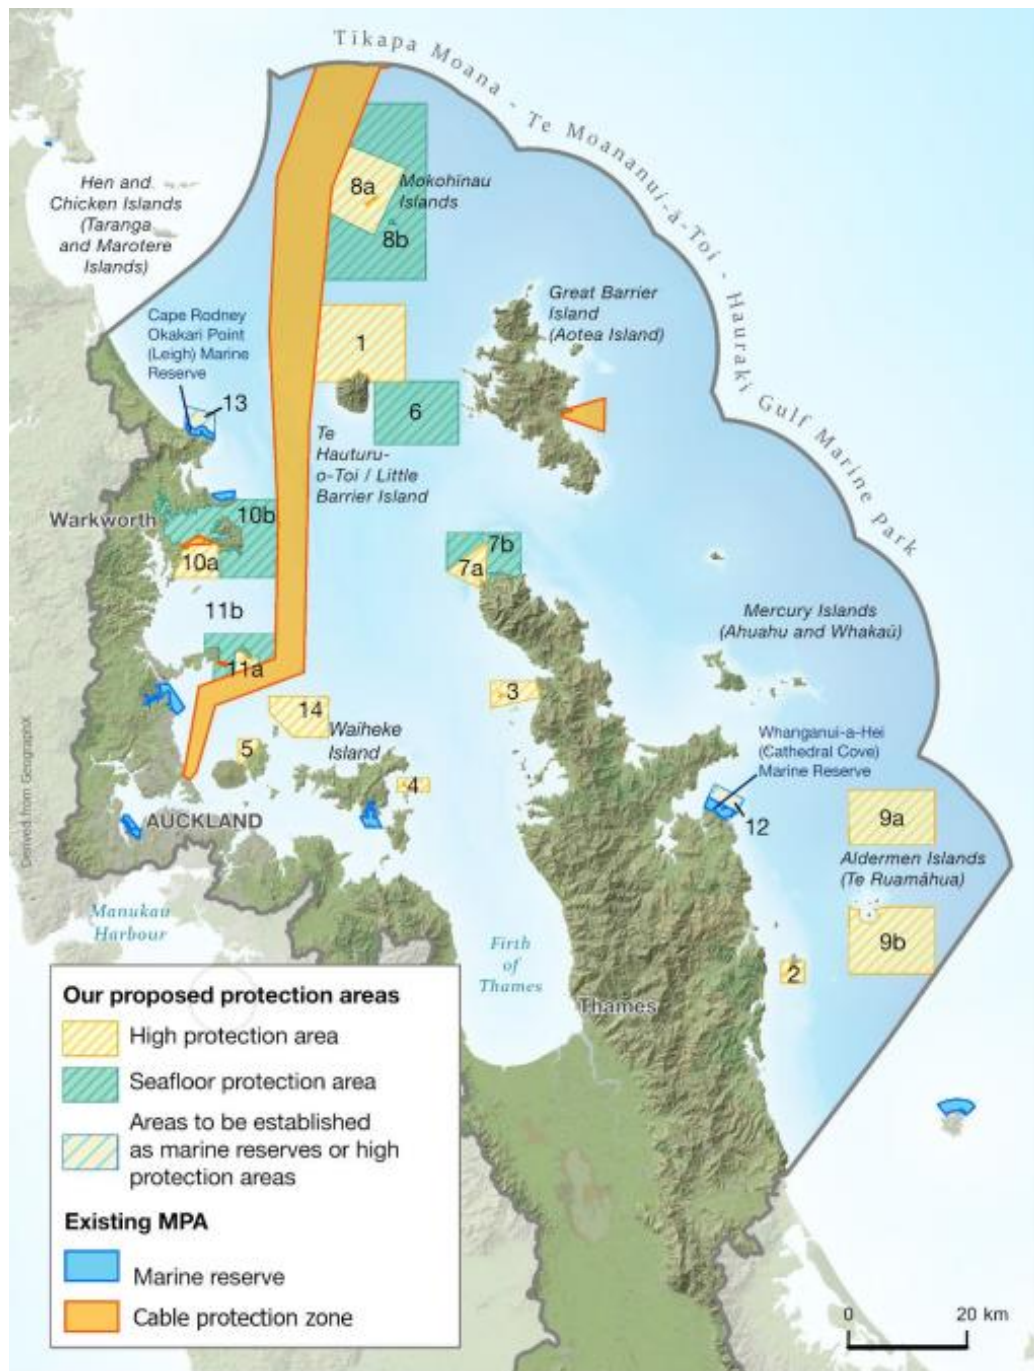 Tīkapa Moana - Te Moananui-ā-Toi - Hauraki Gulf Marine Park
8a
Mokohīnau
Islands
8b
Hen and
Chicken Islands
(Taranga
and Marotere
Islands)
Great Barrier
Island
(Aotea Island)
Cape Rodney
Okakari Point
(Leigh) Marine
Reserve
1
13
6
Te
Hauturu-
o-Toi / Little
Barrier Island
Warkworth
10b
10a
7b
7a
11b
11a
Mercury Islands
(Ahuahu and Whakaū)
3
14
Waiheke
Island
5
4
Whanganui-a-Hei
(Cathedral Cove)
Marine Reserve
12
9a
Aldermen Islands
(Te Ruamāhua)
9b
2
AUCKLAND
Derived from Geographx
Manukau
Harbour
Firth
of
Thames
Thames
Our proposed protection areas
High protection area
Seafloor protection area
Areas to be established
as marine reserves or high
protection areas
Existing MPA
Marine reserve
Cable protection zone
0 20 km